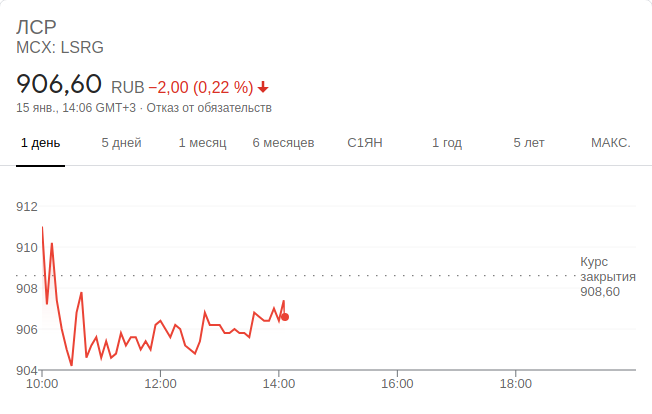 ЛСР
MCX: LSRG
906,60 RUB −2,00 (0,22 %)
15 янв., 14:06 GMT+3 · Отказ от обязательств
1 день 5 дней 1 месяц 6 месяцев С1ЯН 1 год 5 лет МАКС.
912
910
Курс
закрытия
908,60
908
906
904
10:00 12:00 14:00 16:00 18:00